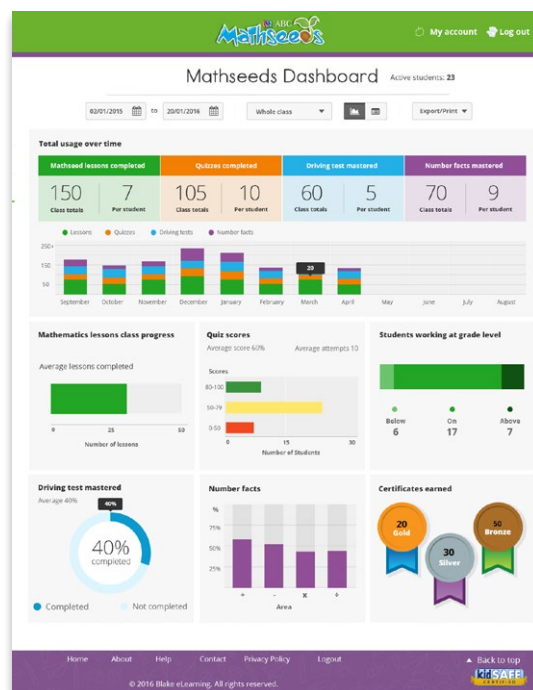 ABC
Mathseeds
My account Log out
Mathseeds Dashboard Active students: 23
02/01/2015 to 20/01/2016 Whole class Export/Print
Total usage over time
Mathseed lessons completed Quizzes completed Driving test mastered Number facts mastered
150 7 105 10 60 5 70 9
Class totals Per student Class totals Per student Class totals Per student Class totals Per student
Lessons Quizzes Driving tests Number facts
250+
150
50
20
September October November December January February March April May June July August
Mathematics lessons class progress
Average lessons completed
0 25 50
Number of lessons
Quiz scores
Average score 60% Average attempts 10
Scores
80-100
50-79
0-50
0 15 30
Number of Students
Students working at grade level
Below On Above
6 17 7
Driving test mastered
Average 40%
40%
40%
completed
Completed Not completed
Number facts
%
75%
50%
25%
+ - x ÷
Area
Certificates earned
20
Gold
30
Silver
50
Bronze
Home About Help Contact Privacy Policy Logout Back to top
© 2016 Blake eLearning. All rights reserved.
kidSAFE
CERTIFIED